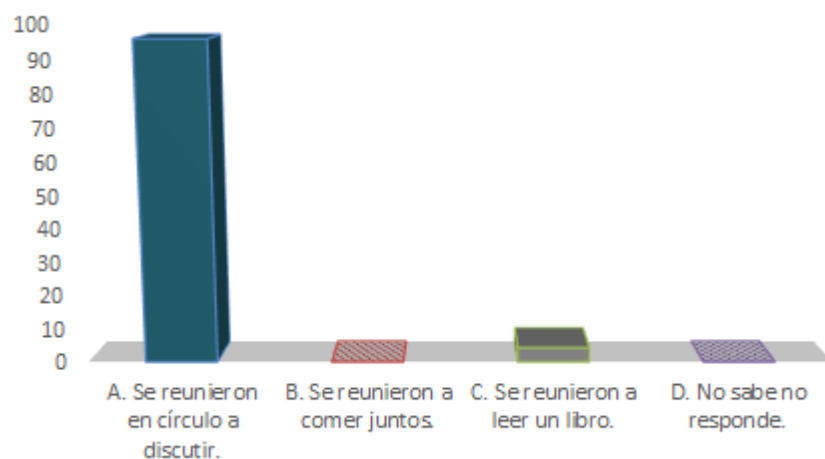 100
90
80
70
60
50
40
30
20
10
0
A. Se reunieron
en círculo a
discutir.
B. Se reunieron a
comer juntos.
C. Se reunieron a
leer un libro.
D. No sabe no
responde.